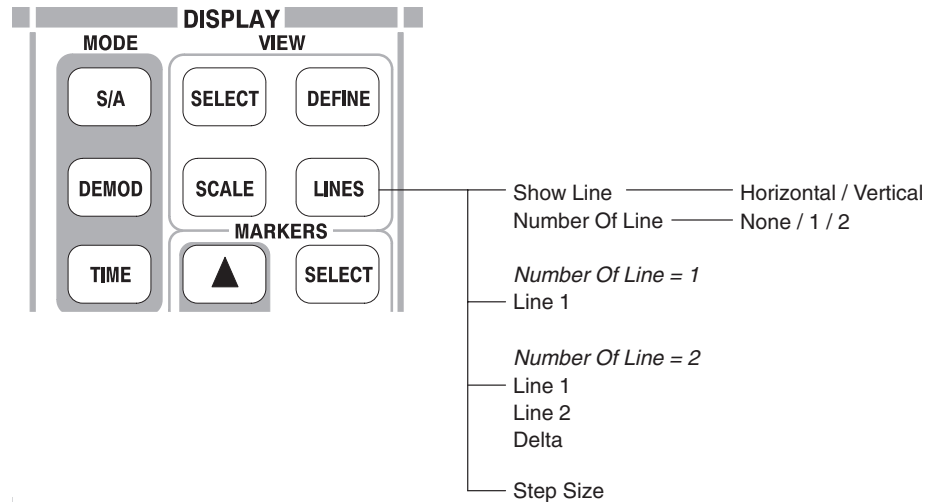 DISPLAY
MODE
VIEW
S/A
SELECT
DEFINE
DEMOD
SCALE
LINES
MARKERS
TIME
SELECT
Show Line Horizontal / Vertical
Number Of Line None / 1 / 2
Number Of Line = 1
Line 1
Number Of Line = 2
Line 1
Line 2
Delta
Step Size